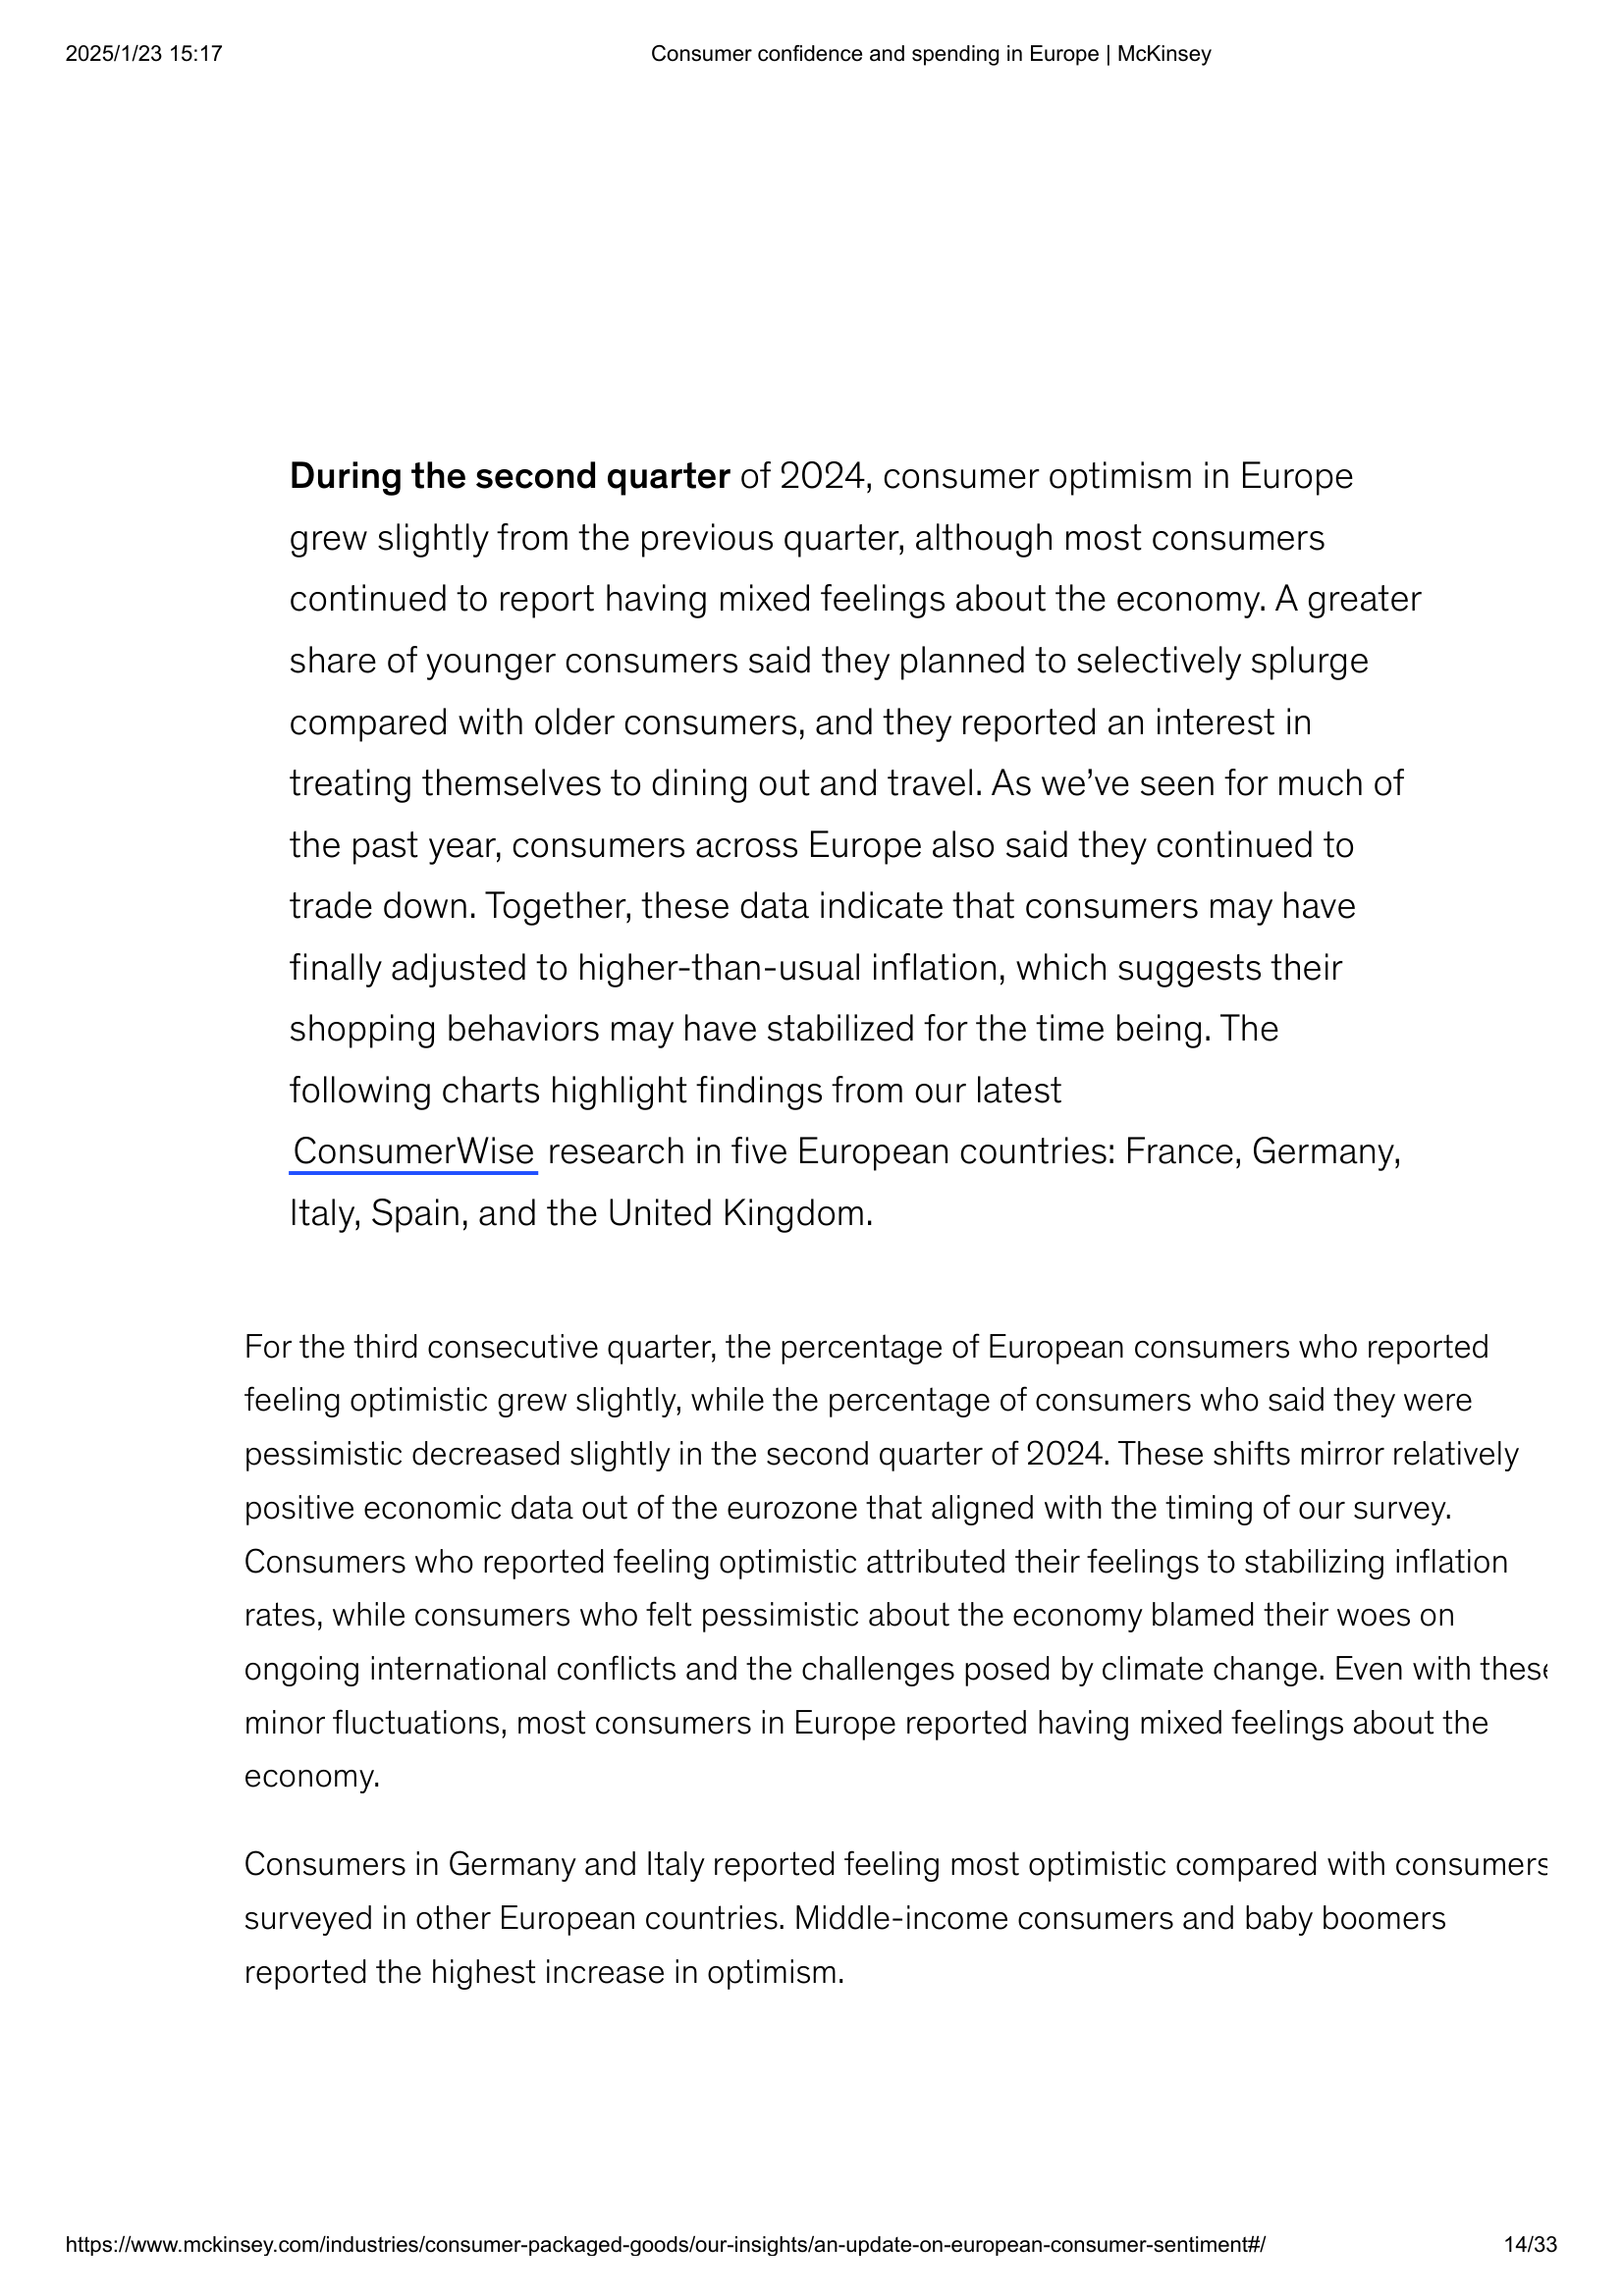 2025/1/23 15:17
Consumer confidence and spending in Europe | McKinsey
During the second quarter of 2024, consumer optimism in Europe
grew slightly from the previous quarter, although most consumers
continued to report having mixed feelings about the economy. A greater
share of younger consumers said they planned to selectively splurge
compared with older consumers, and they reported an interest in
treating themselves to dining out and travel. As we’ve seen for much of
the past year, consumers across Europe also said they continued to
trade down. Together, these data indicate that consumers may have
finally adjusted to higher-than-usual inflation, which suggests their
shopping behaviors may have stabilized for the time being. The
following charts highlight findings from our latest
ConsumerWise research in five European countries: France, Germany,
Italy, Spain, and the United Kingdom.
For the third consecutive quarter, the percentage of European consumers who reported
feeling optimistic grew slightly, while the percentage of consumers who said they were
pessimistic decreased slightly in the second quarter of 2024. These shifts mirror relatively
positive economic data out of the eurozone that aligned with the timing of our survey.
Consumers who reported feeling optimistic attributed their feelings to stabilizing inflation
rates, while consumers who felt pessimistic about the economy blamed their woes on
ongoing international conflicts and the challenges posed by climate change. Even with these
minor fluctuations, most consumers in Europe reported having mixed feelings about the
economy.
Consumers in Germany and Italy reported feeling most optimistic compared with consumers
surveyed in other European countries. Middle-income consumers and baby boomers
reported the highest increase in optimism.
https://www.mckinsey.com/industries/consumer-packaged-goods/our-insights/an-update-on-european-consumer-sentiment#/
14/33